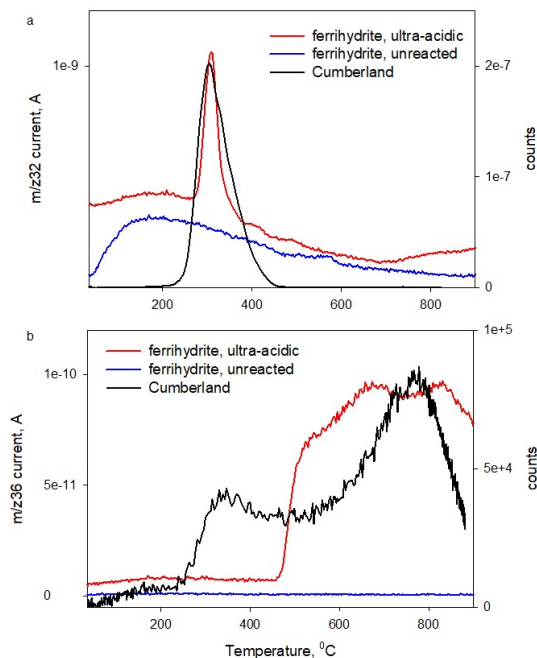 a
ferrihydrite, ultra-acidic
ferrihydrite, unreacted
Cumberland
1e-9
m/z32 current, A
2e-7
1e-7
0
counts
200 400 600 800
b
ferrihydrite, ultra-acidic
ferrihydrite, unreacted
Cumberland
1e-10
5e-11
0
m/z36 current, A
1e+5
5e+4
0
counts
200 400 600 800
Temperature, ⁰C